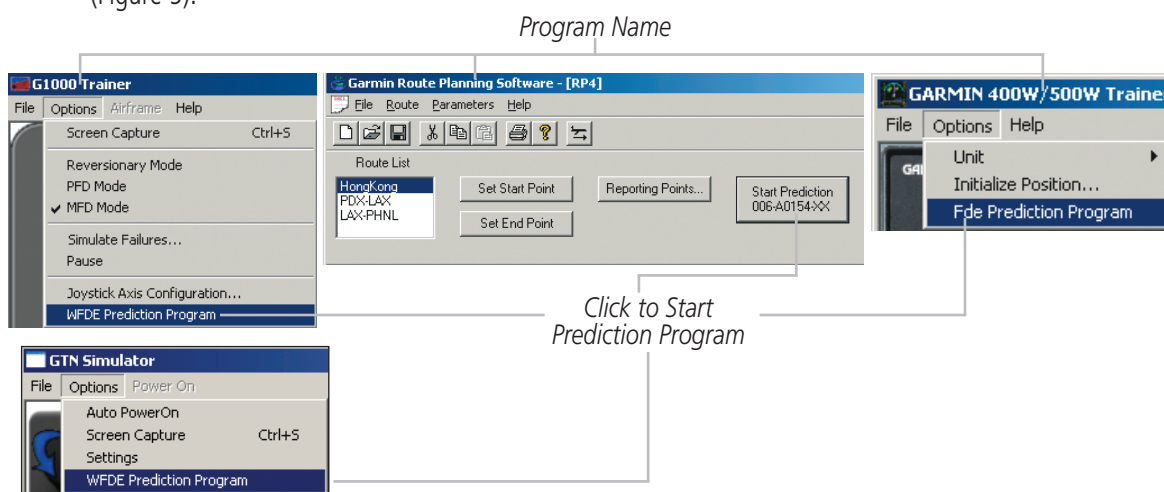 (Figure 3).
Program Name
G1000 Trainer
File Options Airframe Help
Screen Capture Ctrl+S
Reversionary Mode
PFD Mode
✓ MFD Mode
Simulate Failures...
Pause
Joystick Axis Configuration...
WFDE Prediction Program
Garmin Route Planning Software - [RP4]
File Route Parameters Help
Route List
HongKong
PDX-LAX
LAX-PHNL
Set Start Point
Set End Point
Reporting Points...
Start Prediction
006-A0154-XX
GARMIN 400W/500W Trainer
File Options Help
Unit
Initialize Position...
Fde Prediction Program
Click to Start
Prediction Program
GTN Simulator
File Options Power On
Auto PowerOn
Screen Capture Ctrl+S
Settings
WFDE Prediction Program